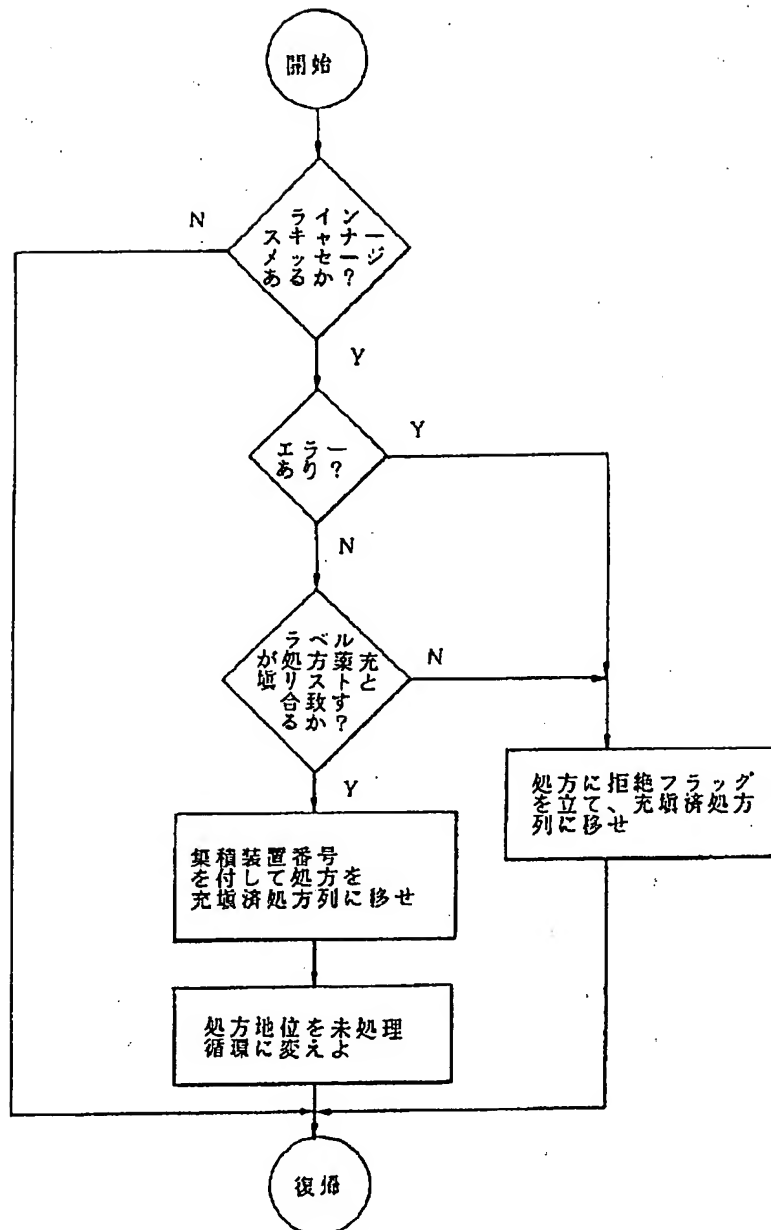 開始
ライン
スキャナー
メッセージ
あるか?
N
Y
エラー
あり?
Y
N
ラベル
が処方薬充
填リストと
合致す
るか?
N
Y
処方に拒絶フラッグ
を立て、充填済処方
列に移せ
集積装置番号
を付して処方を
充填済処方列に移せ
処方地位を未処理
循環に変えよ
復帰